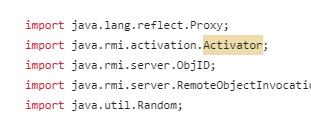 import java.lang.reflect.Proxy;
import java.rmi.activation.Activator;
import java.rmi.server.ObjID;
import java.rmi.server.RemoteObjectInvocatio
import java.util.Random;